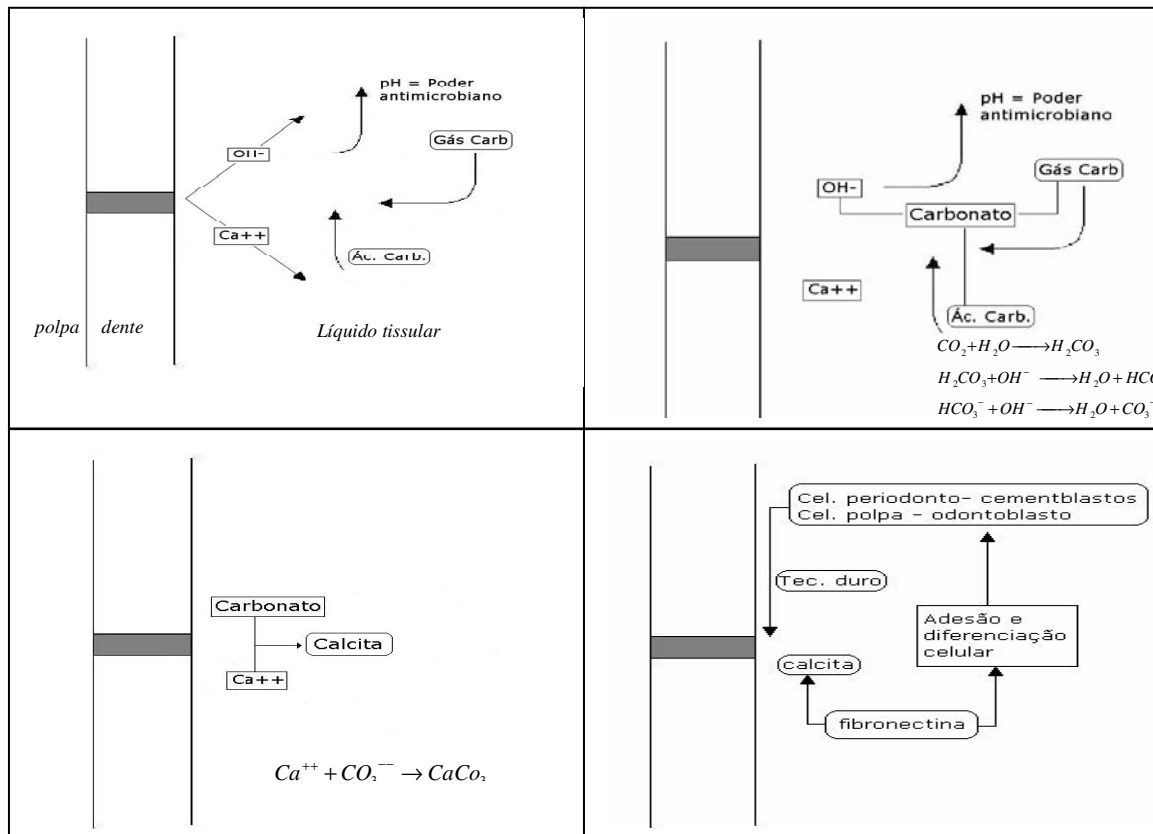 pH = Poder
antimicrobiano
Gás Carb
OH-
Ca++
Ác. Carb.
polpa dente Líquido tissular
pH = Poder
antimicrobiano
Gás Carb
OH-
Carbonato
Ca++
Ác. Carb.
CO₂+H₂O ⟶H₂CO₃
H₂CO₃+OH⁻ ⟶H₂O+HCO
HCO₃⁻+OH⁻⟶H₂O+CO₃⁻
Carbonato
Calcita
Ca++
Ca⁺⁺+CO₃⁻⁻→CaCo₃
Cel. periodonto- cementblastos
Cel. polpa - odontoblasto
Tec. duro
Adesão e
diferenciação
celular
calcita
fibronectina